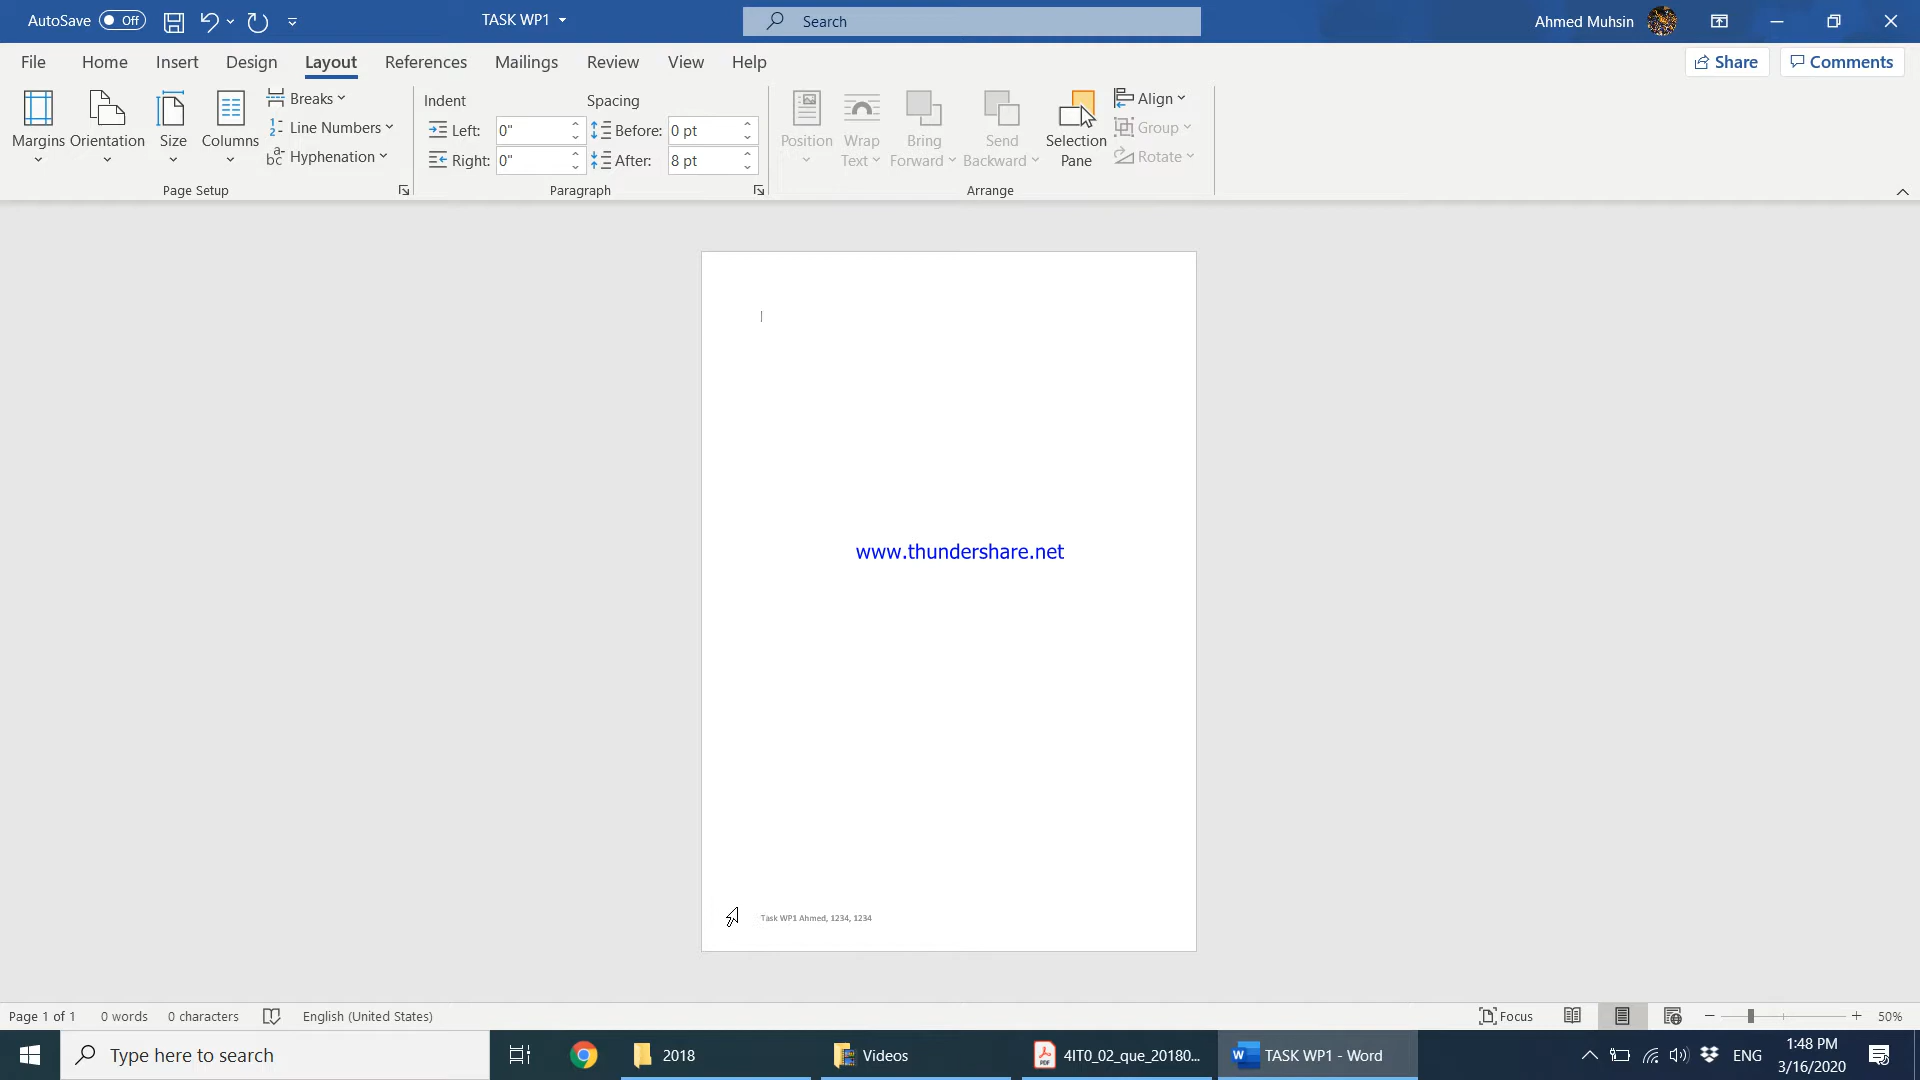 AutoSave Off TASK WP1 Search Ahmed Muhsin
File Home Insert Design Layout References Mailings Review View Help Share Comments
Margins Orientation Size Columns
Breaks
Line Numbers
Hyphenation
Page Setup
Indent Spacing
Left: 0" Before: 0 pt
Right: 0" After: 8 pt
Paragraph
Position Wrap Text Bring Forward Send Backward Selection Pane
Align
Group
Rotate
Arrange
www.thundershare.net
Task WP1 Ahmed, 1234, 1234
Page 1 of 1 0 words 0 characters English (United States) Focus 50%
Type here to search 2018 Videos 4IT0_02_que_20180... TASK WP1 - Word ENG 1:48 PM
3/16/2020